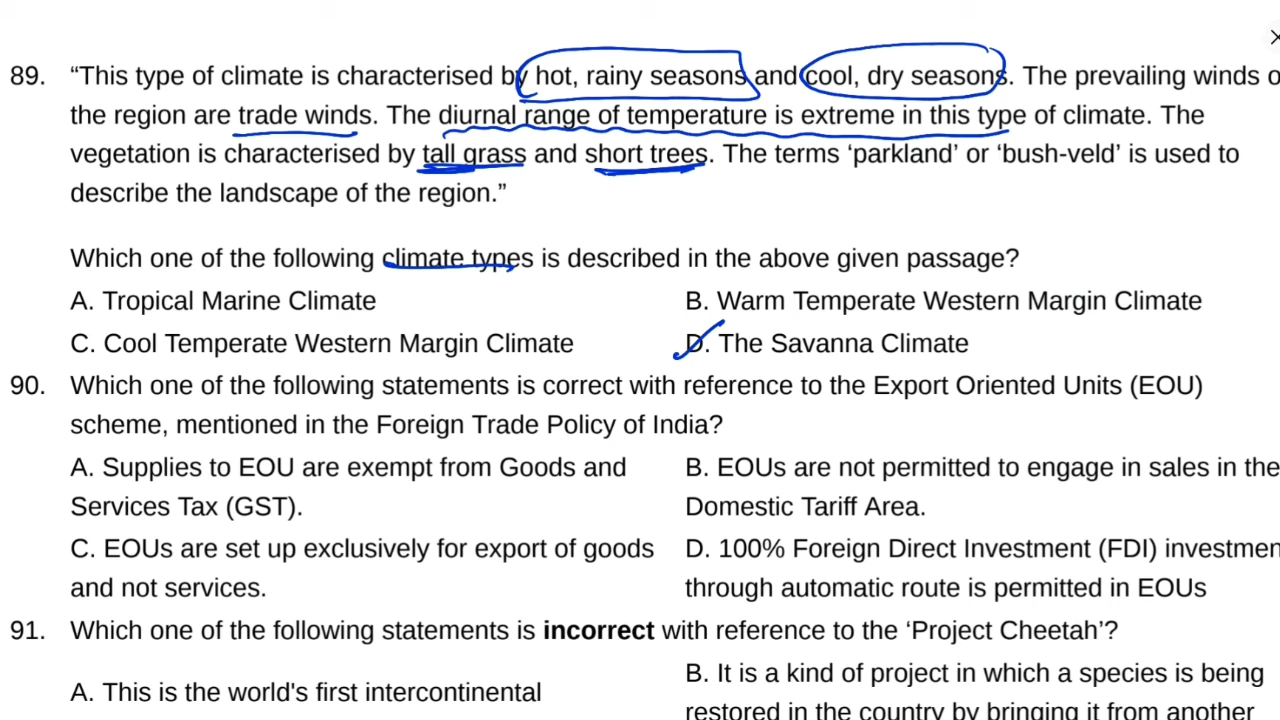 89. “This type of climate is characterised by hot, rainy seasons and cool, dry seasons. The prevailing winds o
the region are trade winds. The diurnal range of temperature is extreme in this type of climate. The
vegetation is characterised by tall grass and short trees. The terms ‘parkland’ or ‘bush-veld’ is used to
describe the landscape of the region.”
Which one of the following climate types is described in the above given passage?
A. Tropical Marine Climate B. Warm Temperate Western Margin Climate
C. Cool Temperate Western Margin Climate D. The Savanna Climate
90. Which one of the following statements is correct with reference to the Export Oriented Units (EOU)
scheme, mentioned in the Foreign Trade Policy of India?
A. Supplies to EOU are exempt from Goods and B. EOUs are not permitted to engage in sales in the
Services Tax (GST). Domestic Tariff Area.
C. EOUs are set up exclusively for export of goods D. 100% Foreign Direct Investment (FDI) investmen
and not services. through automatic route is permitted in EOUs
91. Which one of the following statements is incorrect with reference to the ‘Project Cheetah’?
A. This is the world's first intercontinental B. It is a kind of project in which a species is being
restored in the country by bringing it from another